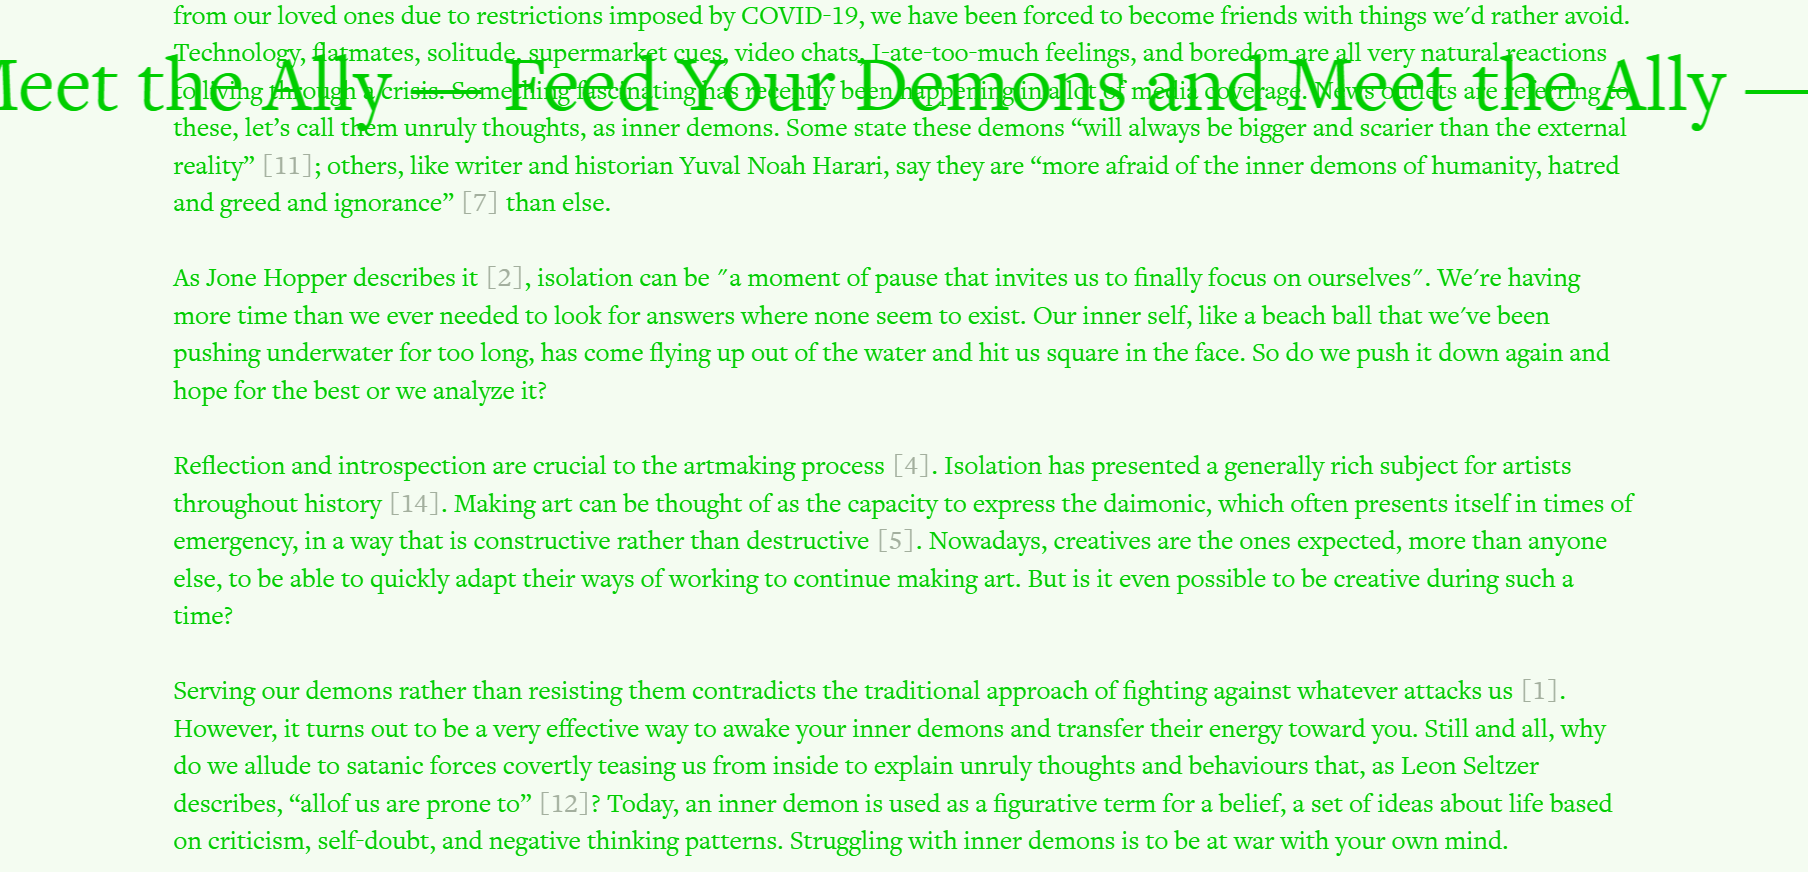 from our loved ones due to restrictions imposed by COVID-19, we have been forced to become friends with things we'd rather avoid.
Technology, flatmates, solitude, supermarket cues, video chats, I-ate-too-much feelings, and boredom are all very natural reactions
Meet the Ally — Feed Your Demons and Meet the Ally —
to living through a crisis. Something fascinating has recently been happening in a lot of media coverage. News outlets are referring to
these, let’s call them unruly thoughts, as inner demons. Some state these demons “will always be bigger and scarier than the external
reality” [11]; others, like writer and historian Yuval Noah Harari, say they are “more afraid of the inner demons of humanity, hatred
and greed and ignorance” [7] than else.
As Jone Hopper describes it [2], isolation can be "a moment of pause that invites us to finally focus on ourselves". We're having
more time than we ever needed to look for answers where none seem to exist. Our inner self, like a beach ball that we've been
pushing underwater for too long, has come flying up out of the water and hit us square in the face. So do we push it down again and
hope for the best or we analyze it?
Reflection and introspection are crucial to the artmaking process [4]. Isolation has presented a generally rich subject for artists
throughout history [14]. Making art can be thought of as the capacity to express the daimonic, which often presents itself in times of
emergency, in a way that is constructive rather than destructive [5]. Nowadays, creatives are the ones expected, more than anyone
else, to be able to quickly adapt their ways of working to continue making art. But is it even possible to be creative during such a
time?
Serving our demons rather than resisting them contradicts the traditional approach of fighting against whatever attacks us [1].
However, it turns out to be a very effective way to awake your inner demons and transfer their energy toward you. Still and all, why
do we allude to satanic forces covertly teasing us from inside to explain unruly thoughts and behaviours that, as Leon Seltzer
describes, “allof us are prone to” [12]? Today, an inner demon is used as a figurative term for a belief, a set of ideas about life based
on criticism, self-doubt, and negative thinking patterns. Struggling with inner demons is to be at war with your own mind.